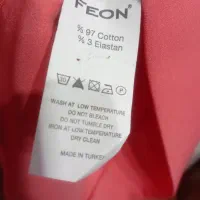 FEON
% 97 Cotton
% 3 Elastan
WASH AT LOW TEMPERATURE
DO NOT BLEACH
DO NOT TUMBLE DRY
IRON AT LOW TEMPERATURE
DRY CLEAN
MADE IN TURKEY